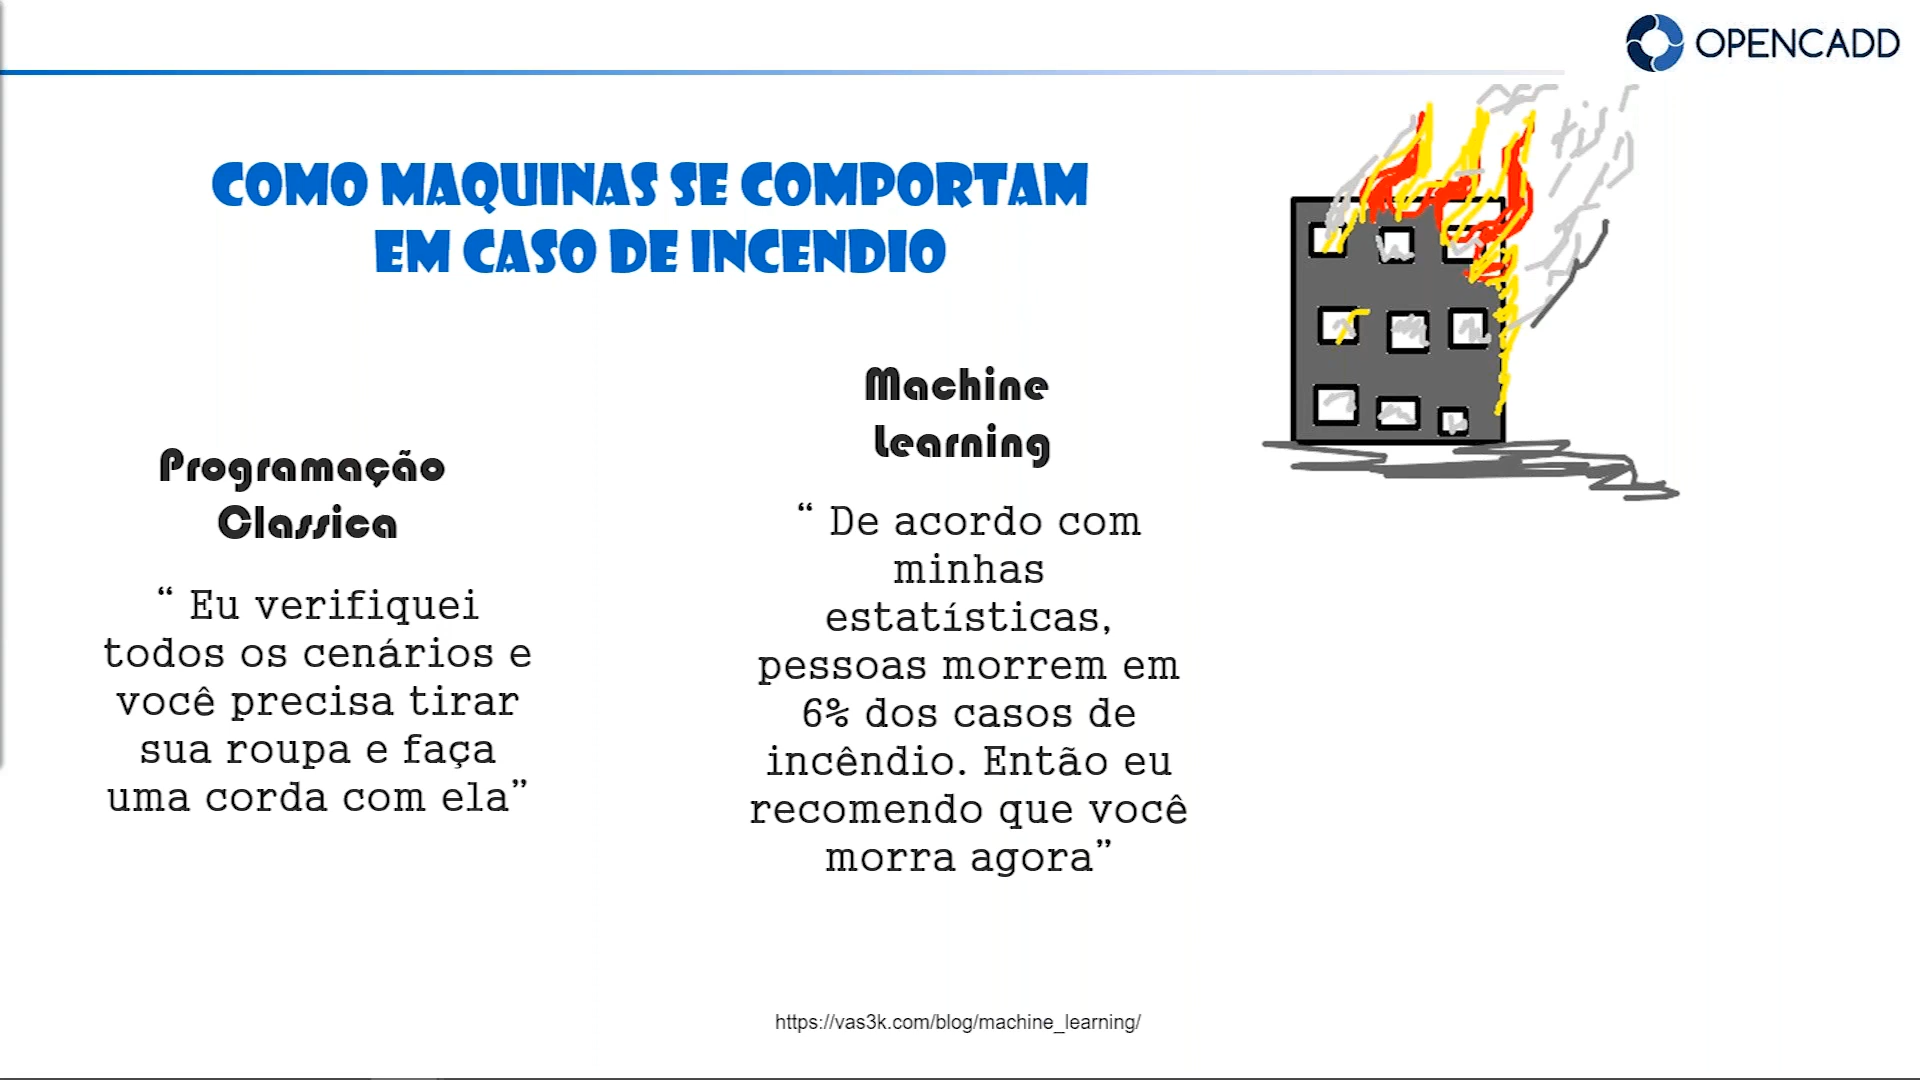 OPENCADD
COMO MAQUINAS SE COMPORTAM
EM CASO DE INCENDIO
Programação
Classica
“ Eu verifiquei
todos os cenários e
você precisa tirar
sua roupa e faça
uma corda com ela”
Machine
Learning
“ De acordo com
minhas
estatísticas,
pessoas morrem em
6% dos casos de
incêndio. Então eu
recomendo que você
morra agora”
https://vas3k.com/blog/machine_learning/